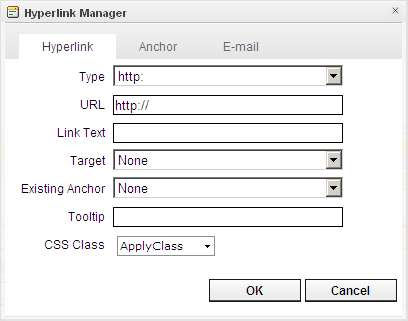 Hyperlink Manager
Hyperlink Anchor E-mail
Type http:
URL http://
Link Text
Target None
Existing Anchor None
Tooltip
CSS Class ApplyClass
OK Cancel